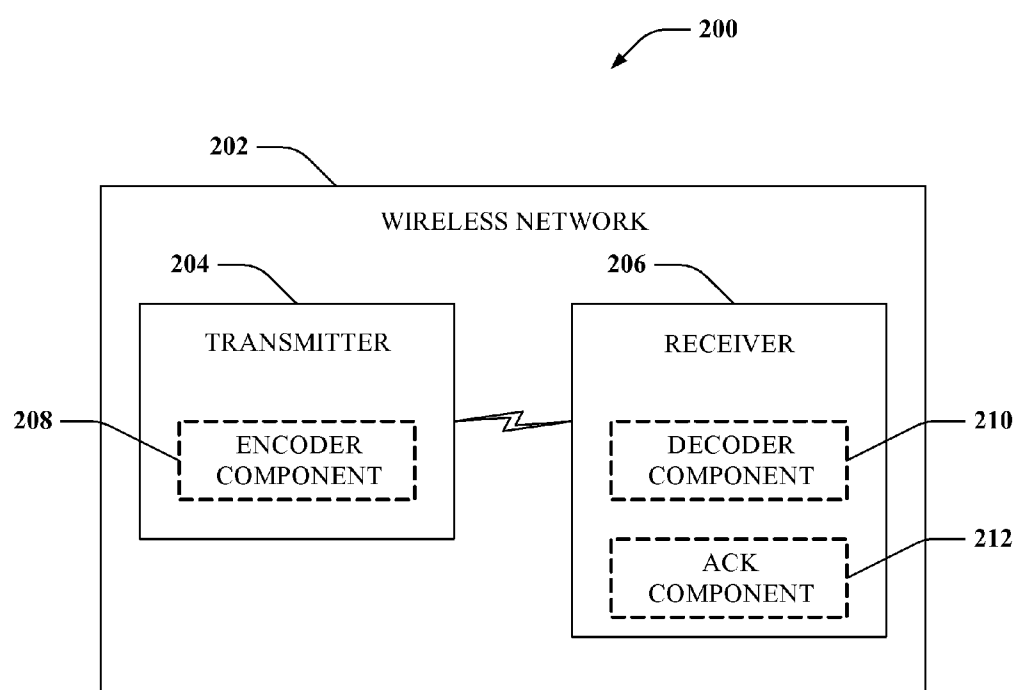 200
202
WIRELESS NETWORK
204
206
TRANSMITTER
RECEIVER
208
ENCODER
COMPONENT
DECODER
COMPONENT
210
ACK
COMPONENT
212